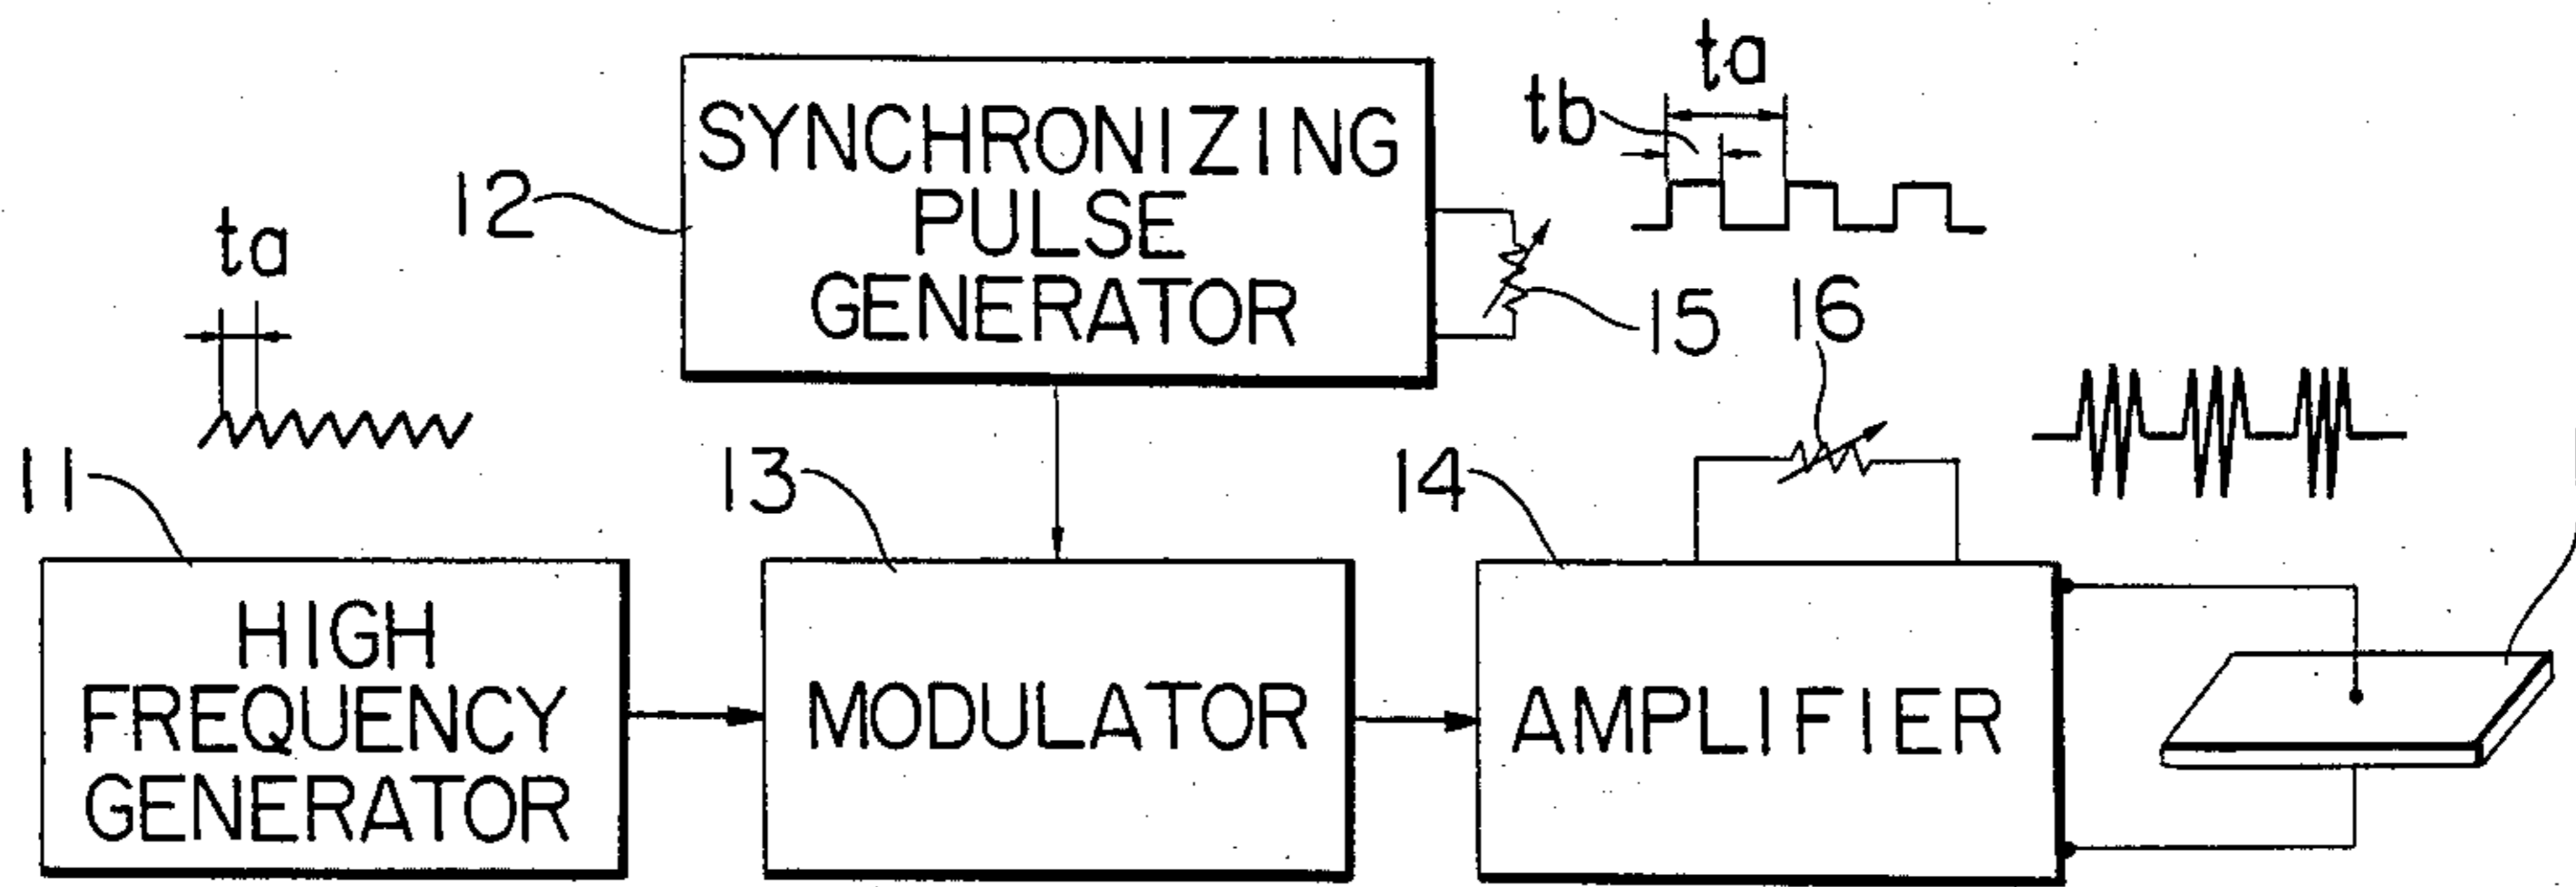 ta
tb
SYNCHRONIZING
PULSE
GENERATOR
12
ta
15
16
11
13
14
HIGH
FREQUENCY
GENERATOR
MODULATOR
AMPLIFIER